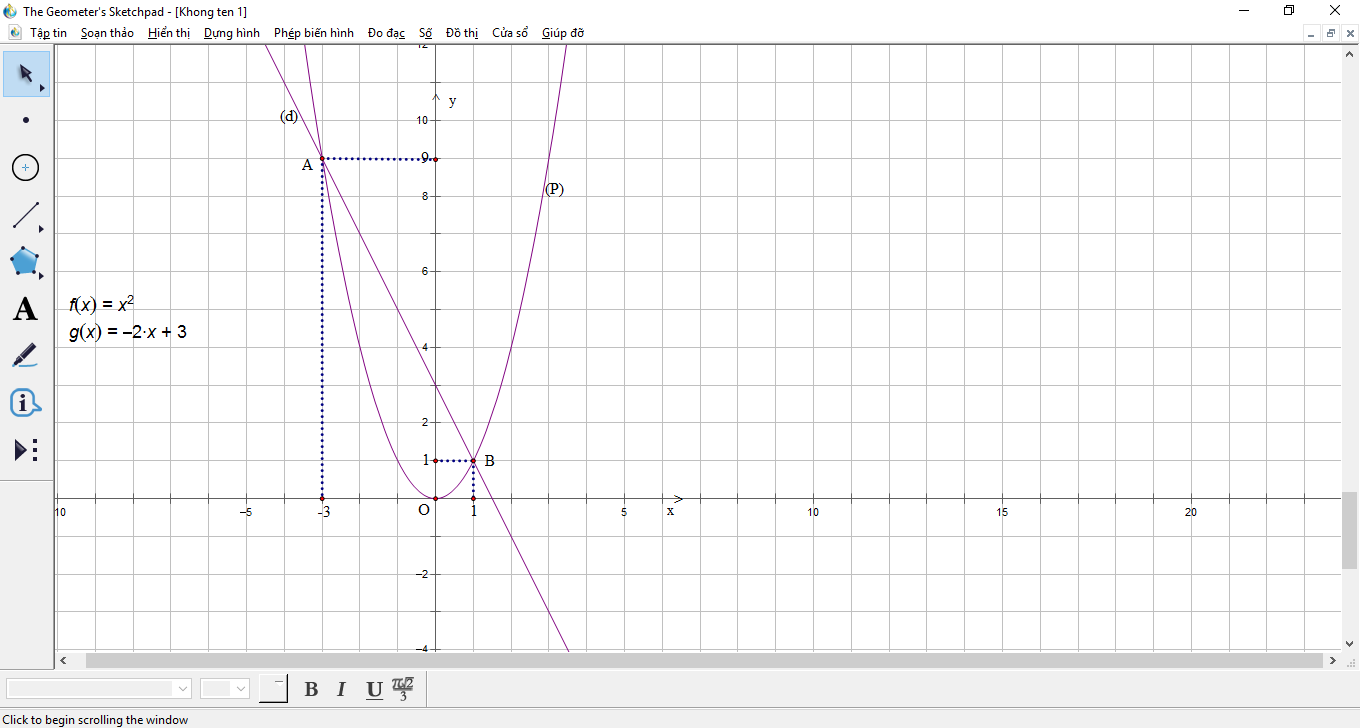 The Geometer's Sketchpad - [Khong ten 1]
Tập tin Soạn thảo Hiển thị Dựng hình Phép biến hình Đo đạc Số Đồ thị Cửa sổ Giúp đỡ
12
y
(d)
10
9
A
(P)
8
6
f(x) = x²
g(x) = −2·x + 3
4
2
1
B
10
−5
-3
O
1
5
x
10
15
20
−2
−4
B I U
Click to begin scrolling the window